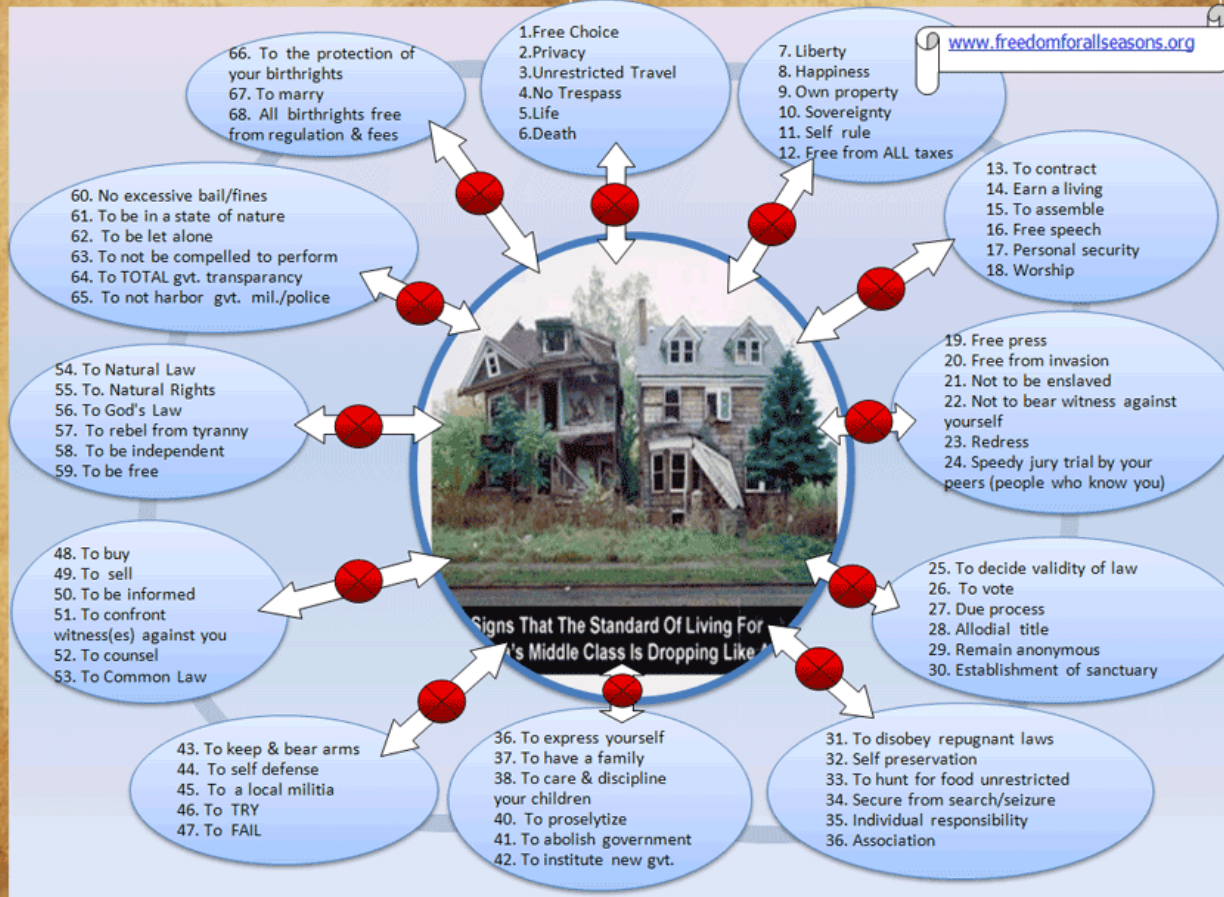 www.freedomforallseasons.org
1.Free Choice
2.Privacy
3.Unrestricted Travel
4.No Trespass
5.Life
6.Death
7. Liberty
8. Happiness
9. Own property
10. Sovereignty
11. Self rule
12. Free from ALL taxes
13. To contract
14. Earn a living
15. To assemble
16. Free speech
17. Personal security
18. Worship
19. Free press
20. Free from invasion
21. Not to be enslaved
22. Not to bear witness against
yourself
23. Redress
24. Speedy jury trial by your
peers (people who know you)
25. To decide validity of law
26. To vote
27. Due process
28. Allodial title
29. Remain anonymous
30. Establishment of sanctuary
31. To disobey repugnant laws
32. Self preservation
33. To hunt for food unrestricted
34. Secure from search/seizure
35. Individual responsibility
36. Association
36. To express yourself
37. To have a family
38. To care & discipline
your children
40. To proselytize
41. To abolish government
42. To institute new gvt.
43. To keep & bear arms
44. To self defense
45. To a local militia
46. To TRY
47. To FAIL
48. To buy
49. To sell
50. To be informed
51. To confront
witness(es) against you
52. To counsel
53. To Common Law
54. To Natural Law
55. To. Natural Rights
56. To God's Law
57. To rebel from tyranny
58. To be independent
59. To be free
60. No excessive bail/fines
61. To be in a state of nature
62. To be let alone
63. To not be compelled to perform
64. To TOTAL gvt. transparancy
65. To not harbor gvt. mil./police
66. To the protection of
your birthrights
67. To marry
68. All birthrights free
from regulation & fees
Signs That The Standard Of Living For
's Middle Class Is Dropping Like